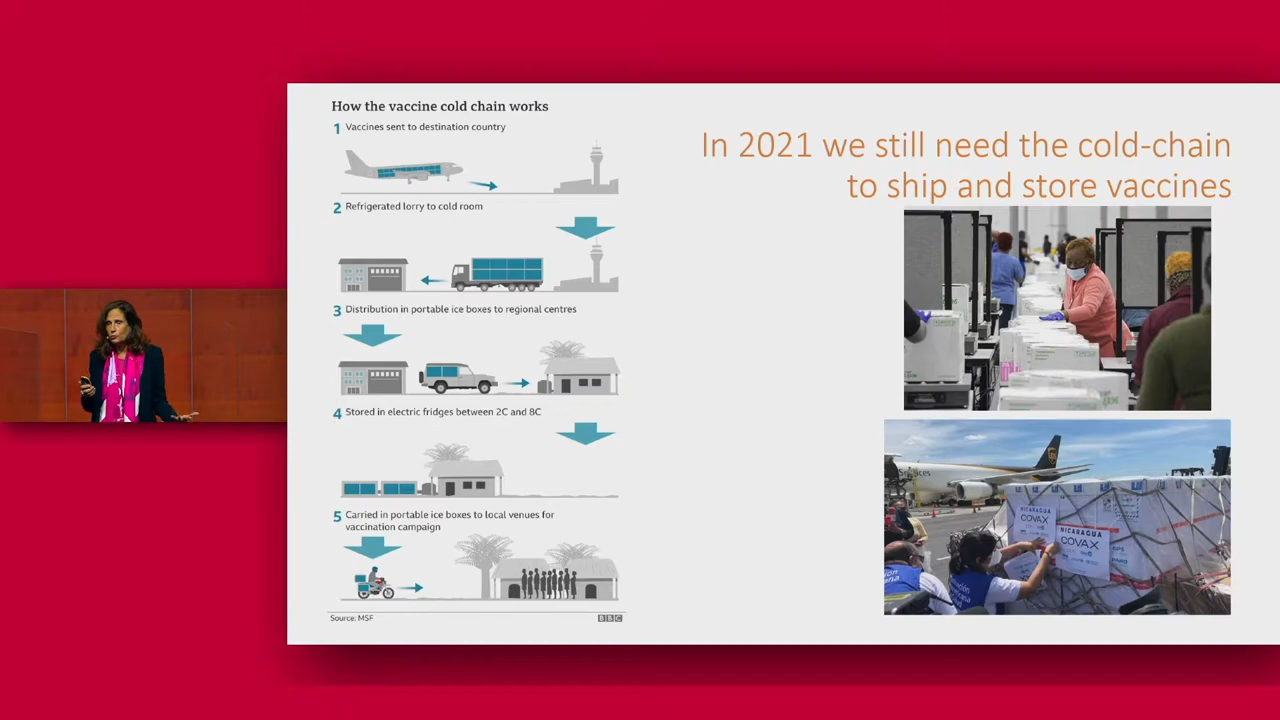 How the vaccine cold chain works
1 Vaccines sent to destination country
2 Refrigerated lorry to cold room
3 Distribution in portable ice boxes to regional centres
4 Stored in electric fridges between 2C and 8C
5 Carried in portable ice boxes to local venues for
vaccination campaign
Source: MSF
BBC
In 2021 we still need the cold-chain
to ship and store vaccines
NICARAGUA
COVAX
NICARAGUA
COVAX